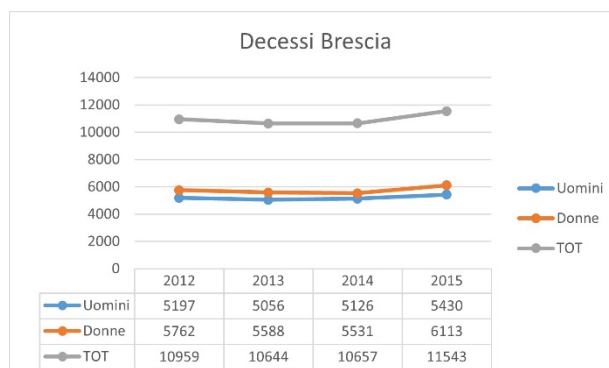 Decessi Brescia
14000
12000
10000
8000
6000
4000
2000
0
Uomini
Donne
TOT
2012 2013 2014 2015
Uomini 5197 5056 5126 5430
Donne 5762 5588 5531 6113
TOT 10959 10644 10657 11543